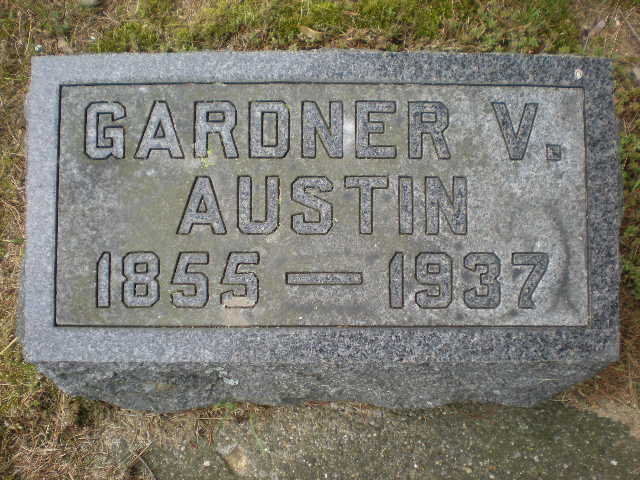 GARDNER V.
AUSTIN
1855 — 1937